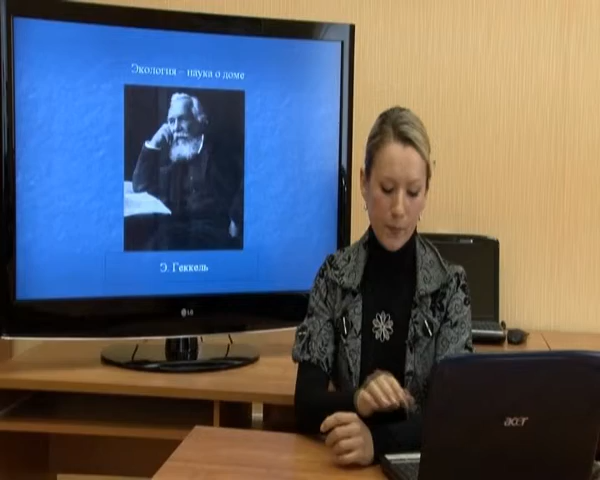 Экология – наука о доме
Э. Геккель
LG
acer